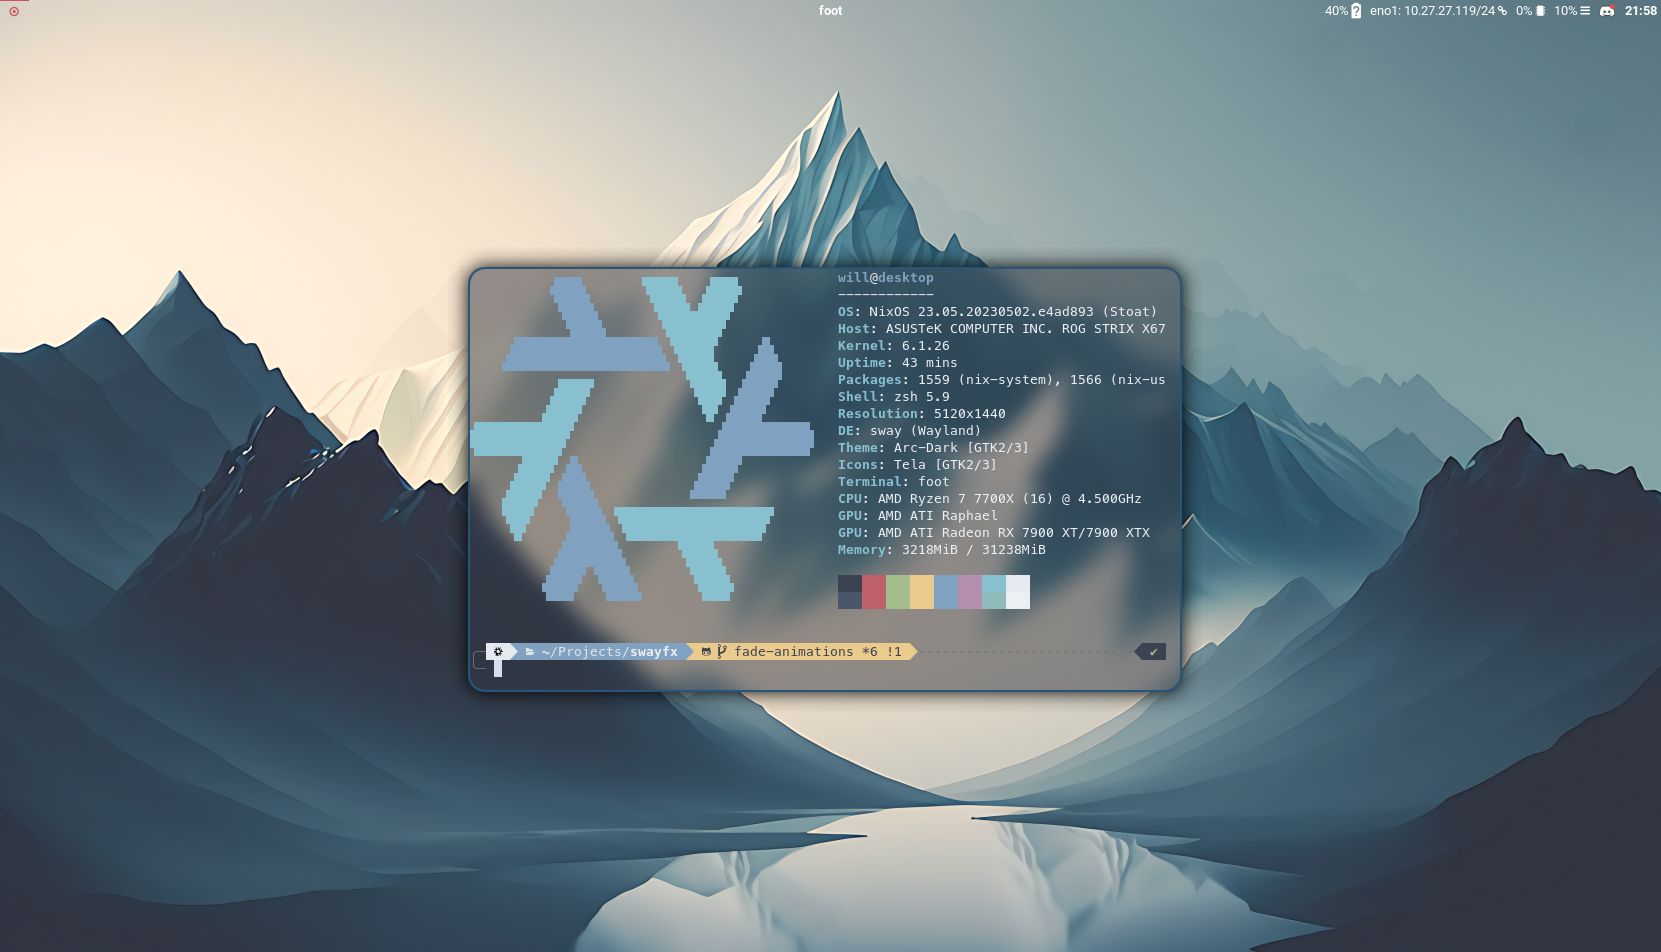 foot
40% eno1: 10.27.27.119/24 0% 10% 21:58
will@desktop
------------
OS: NixOS 23.05.20230502.e4ad893 (Stoat)
Host: ASUSTeK COMPUTER INC. ROG STRIX X67
Kernel: 6.1.26
Uptime: 43 mins
Packages: 1559 (nix-system), 1566 (nix-us
Shell: zsh 5.9
Resolution: 5120x1440
DE: sway (Wayland)
Theme: Arc-Dark [GTK2/3]
Icons: Tela [GTK2/3]
Terminal: foot
CPU: AMD Ryzen 7 7700X (16) @ 4.500GHz
GPU: AMD ATI Raphael
GPU: AMD ATI Radeon RX 7900 XT/7900 XTX
Memory: 3218MiB / 31238MiB
~/Projects/swayfx fade-animations *6 !1 ✔